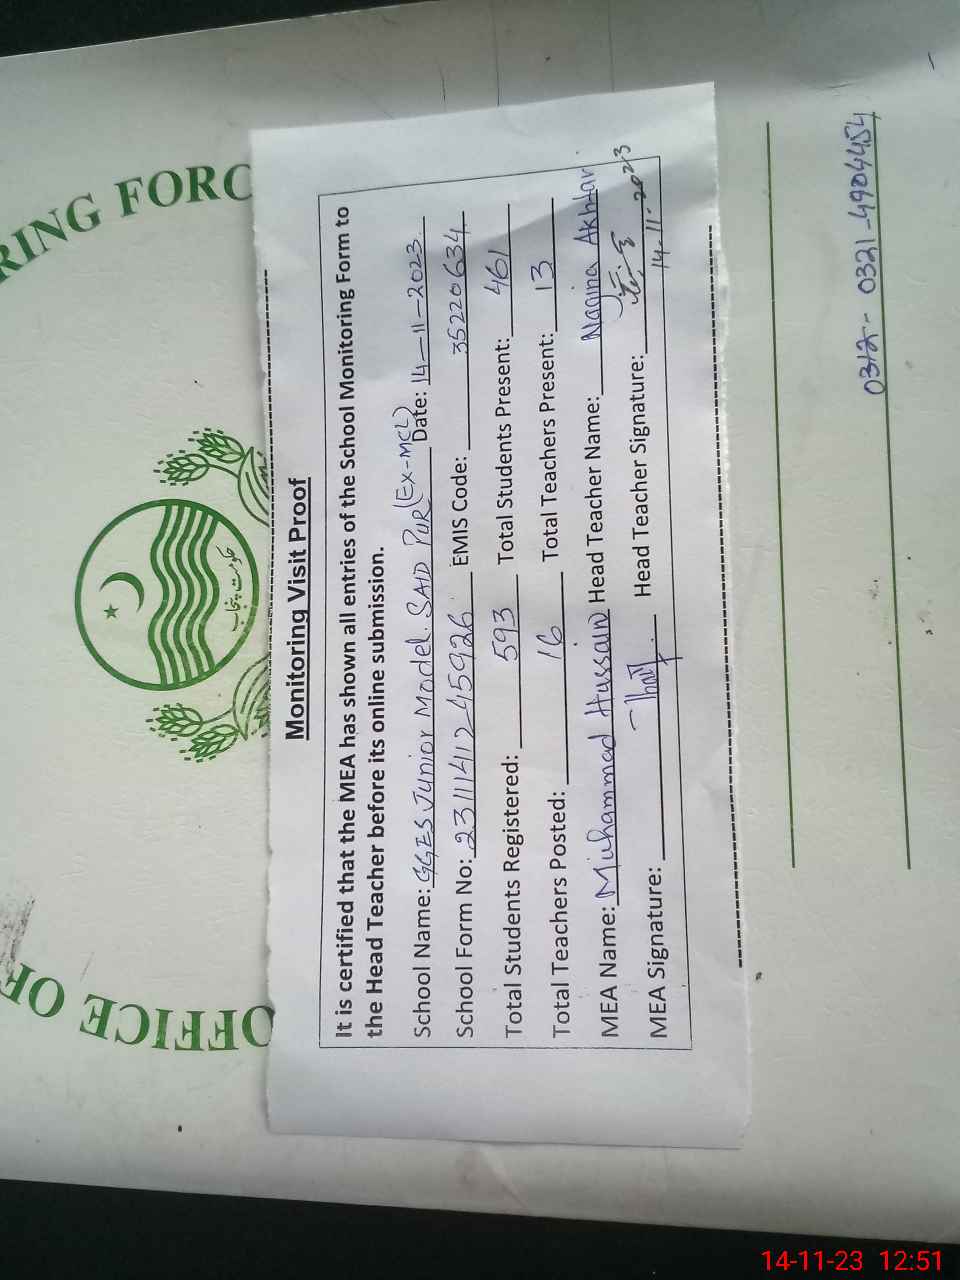 Monitoring Visit Proof
It is certified that the MEA has shown all entries of the School Monitoring Form to
the Head Teacher before its online submission.
School Name: GGES Junior Model. SAID PUR (EX-MCL) Date: 14-11-2023
School Form No: 23111412415926 EMIS Code: 35220634
Total Students Registered: 593 Total Students Present: 461
Total Teachers Posted: 16 Total Teachers Present: 13
MEA Name: Muhammad Hussain Head Teacher Name: Nagina Akhtar
MEA Signature: Head Teacher Signature:
14-11-2023
0312- 0321-4904454
OFFICE OF
RING FORC
حکومت پنجاب
14-11-23 12:51